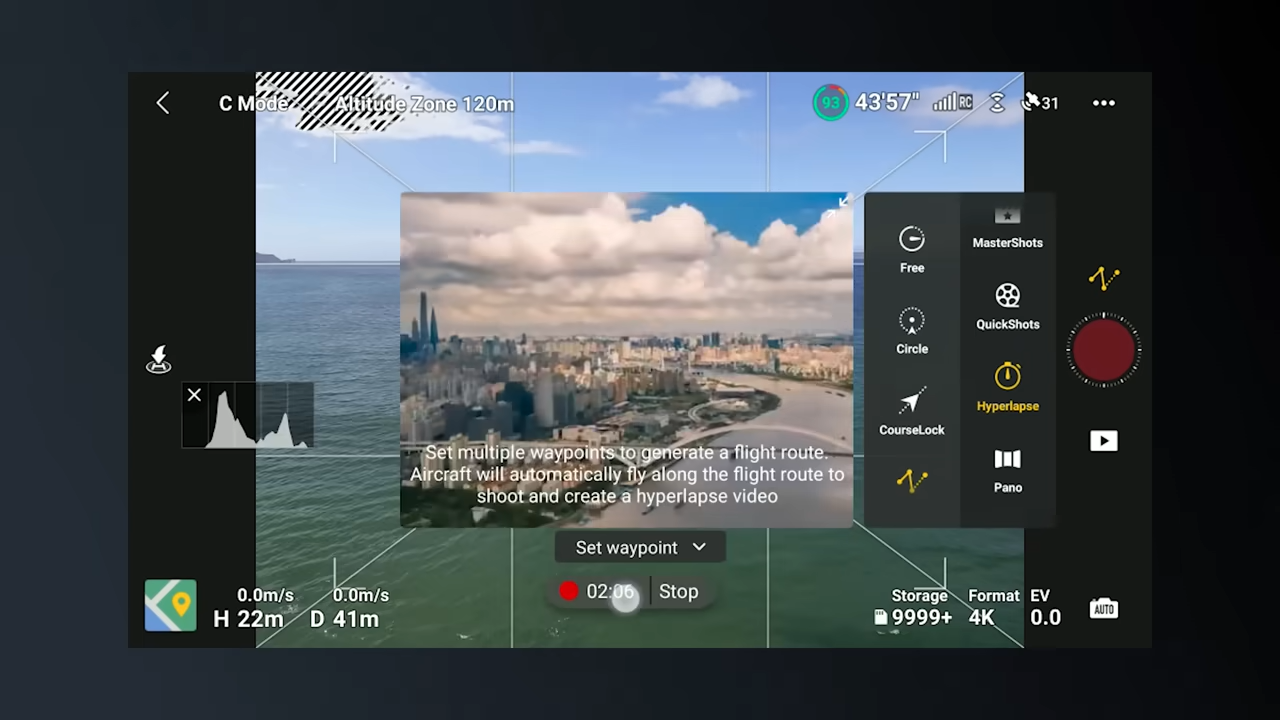 C Mode
Altitude Zone 120m
93
43'57"
RC
31
Free
Circle
CourseLock
MasterShots
QuickShots
Hyperlapse
Pano
Set multiple waypoints to generate a flight route.
Aircraft will automatically fly along the flight route to
shoot and create a hyperlapse video
Set waypoint
02:06
Stop
0.0m/s
0.0m/s
H 22m
D 41m
Storage
9999+
Format
4K
EV
0.0
AUTO